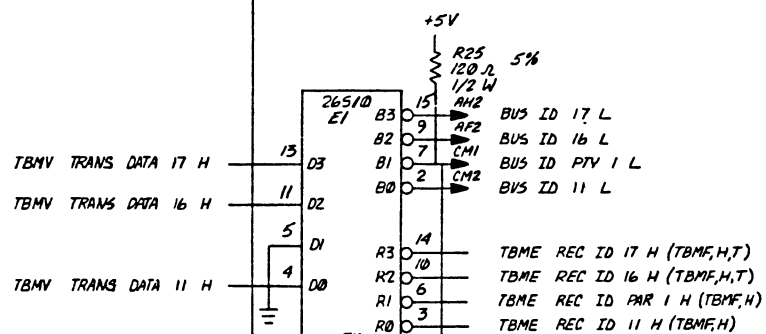 +5V
R25 5%
120 Ω
1/2 W
26S10
E1
15 AH2
B3 BUS ID 17 L
9 AF2
B2 BUS ID 16 L
7 CM1
TBMV TRANS DATA 17 H 13 D3 B1 BUS ID PTY 1 L
2 CM2
B0 BUS ID 11 L
TBMV TRANS DATA 16 H 11 D2
5 D1 R3 14 TBME REC ID 17 H (TBMF,H,T)
TBMV TRANS DATA 11 H 4 D0 R2 10 TBME REC ID 16 H (TBMF,H,T)
R1 6 TBME REC ID PAR 1 H (TBMF,H)
R0 3 TBME REC ID 11 H (TBMF,H)